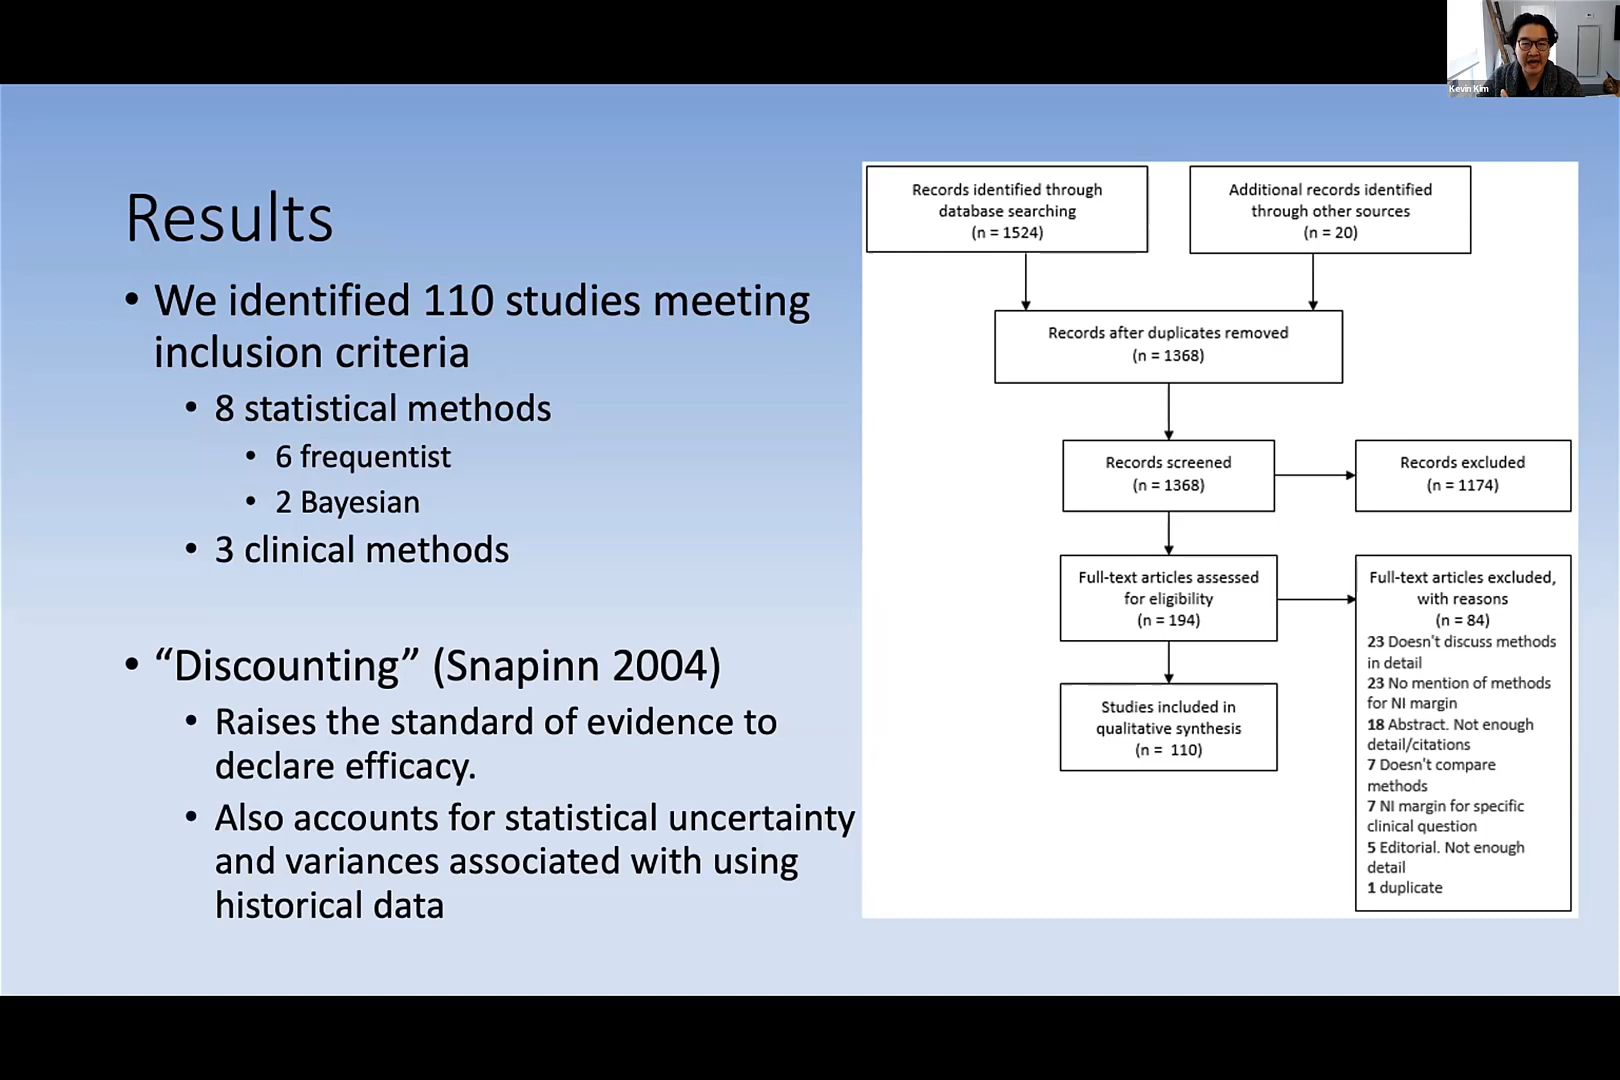 Kevin Kim
Results
• We identified 110 studies meeting
inclusion criteria
• 8 statistical methods
• 6 frequentist
• 2 Bayesian
• 3 clinical methods
• “Discounting” (Snapinn 2004)
• Raises the standard of evidence to
declare efficacy.
• Also accounts for statistical uncertainty
and variances associated with using
historical data
Records identified through
database searching
(n = 1524)
Additional records identified
through other sources
(n = 20)
Records after duplicates removed
(n = 1368)
Records screened
(n = 1368)
Records excluded
(n = 1174)
Full-text articles assessed
for eligibility
(n = 194)
Full-text articles excluded,
with reasons
(n = 84)
23 Doesn't discuss methods
in detail
23 No mention of methods
for NI margin
18 Abstract. Not enough
detail/citations
7 Doesn't compare
methods
7 NI margin for specific
clinical question
5 Editorial. Not enough
detail
1 duplicate
Studies included in
qualitative synthesis
(n =  110)